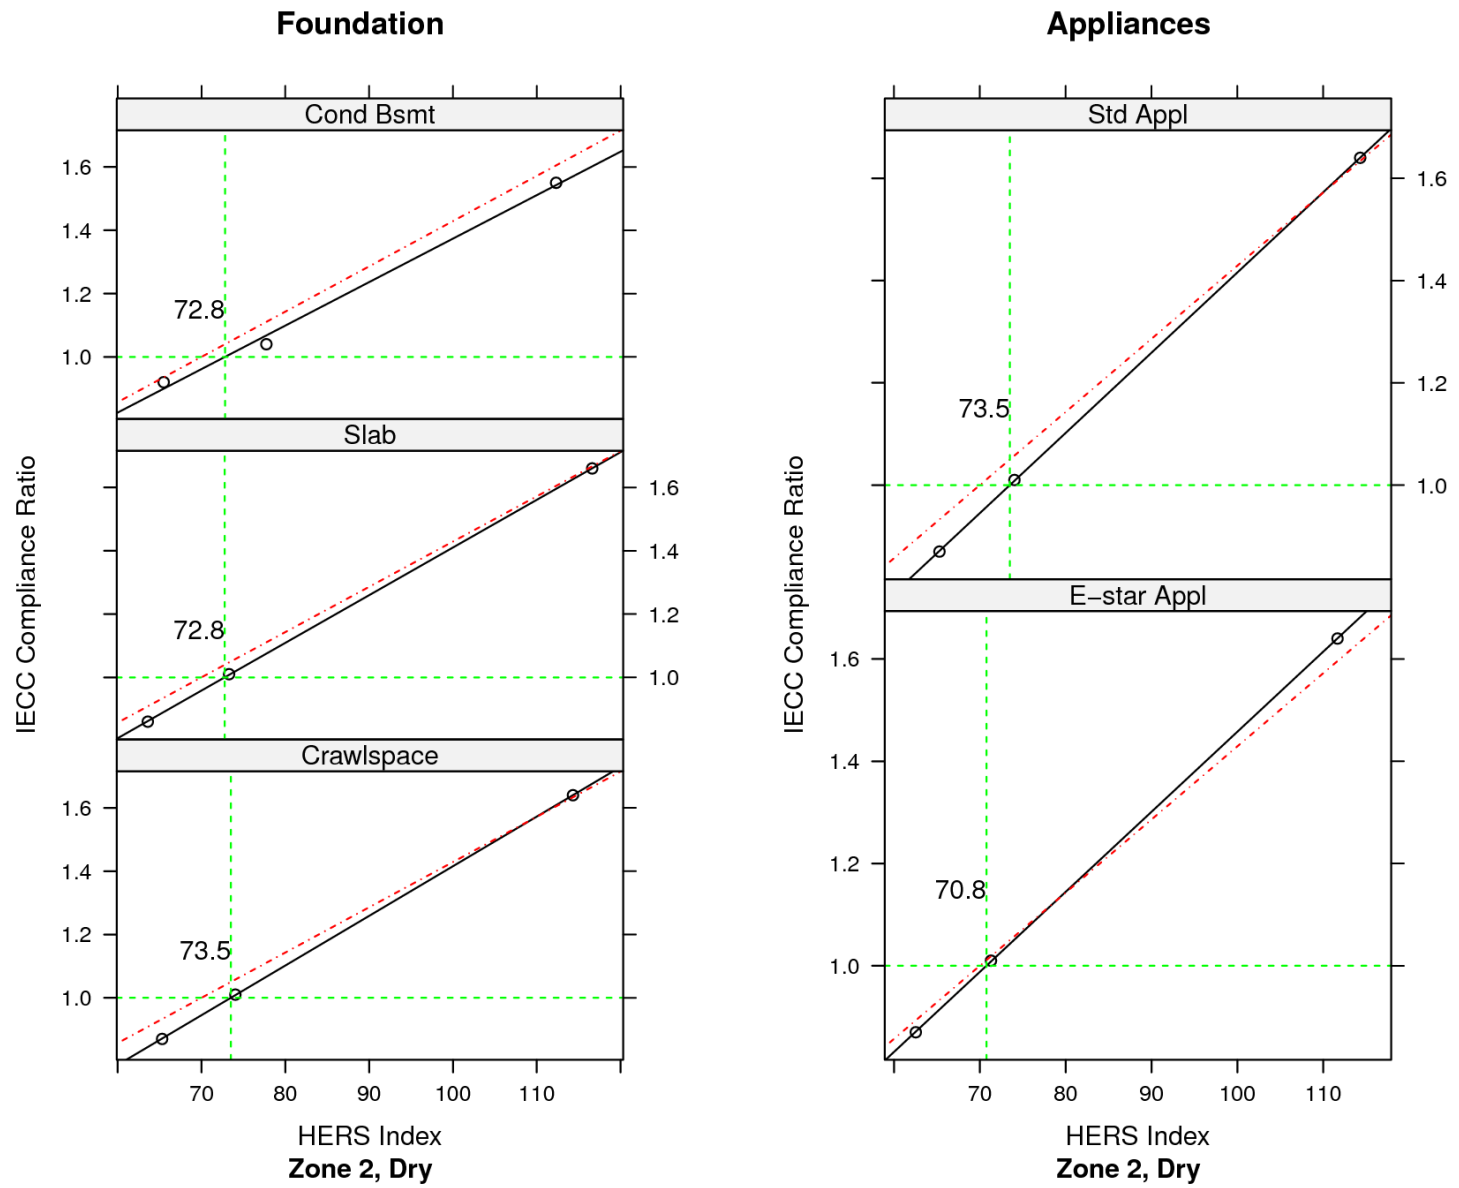 Foundation
Cond Bsmt
1.6
1.4
1.2
1.0
72.8
Slab
1.6
1.4
1.2
1.0
72.8
Crawlspace
1.6
1.4
1.2
1.0
73.5
70 80 90 100 110
IECC Compliance Ratio
HERS Index
Zone 2, Dry
Appliances
Std Appl
1.6
1.4
1.2
1.0
73.5
E−star Appl
1.6
1.4
1.2
1.0
70.8
70 80 90 100 110
IECC Compliance Ratio
HERS Index
Zone 2, Dry